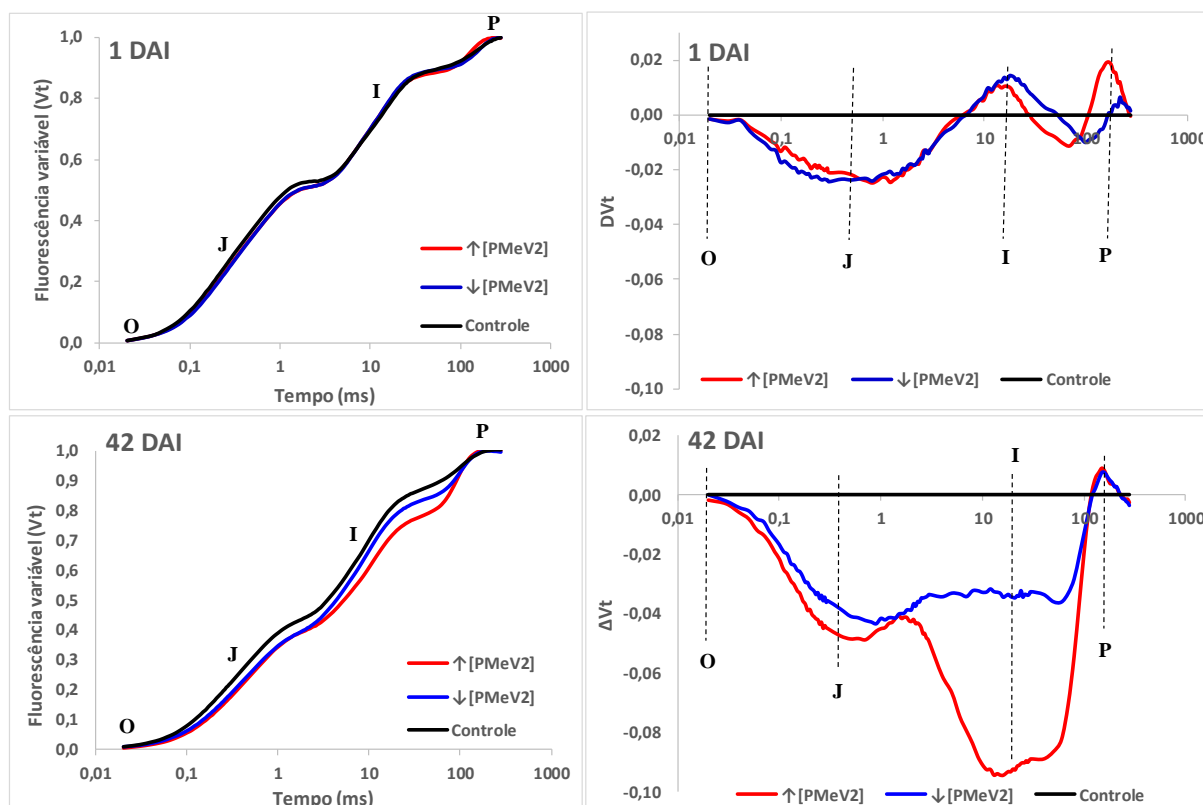 1 DAI
Fluorescência variável (Vt)
1,0
0,8
0,6
0,4
0,2
0,0
O
J
I
P
↑[PMeV2]
↓[PMeV2]
Controle
0,01 0,1 1 10 100 1000
Tempo (ms)
1 DAI
DVt
0,02
0,00
-0,02
-0,04
-0,06
-0,08
-0,10
0,01 0,1 1 10 100 1000
O
J
I
P
↑[PMeV2] ↓[PMeV2] Controle
42 DAI
Fluorescência variável (Vt)
1,0
0,9
0,8
0,7
0,6
0,5
0,4
0,3
0,2
0,1
0,0
O
J
I
P
↑[PMeV2]
↓[PMeV2]
Controle
0,01 0,1 1 10 100 1000
Tempo (ms)
42 DAI
ΔVt
0,02
0,00
-0,02
-0,04
-0,06
-0,08
-0,10
0,01 0,1 1 10 100 1000
O
J
I
P
↑[PMeV2] ↓[PMeV2] Controle